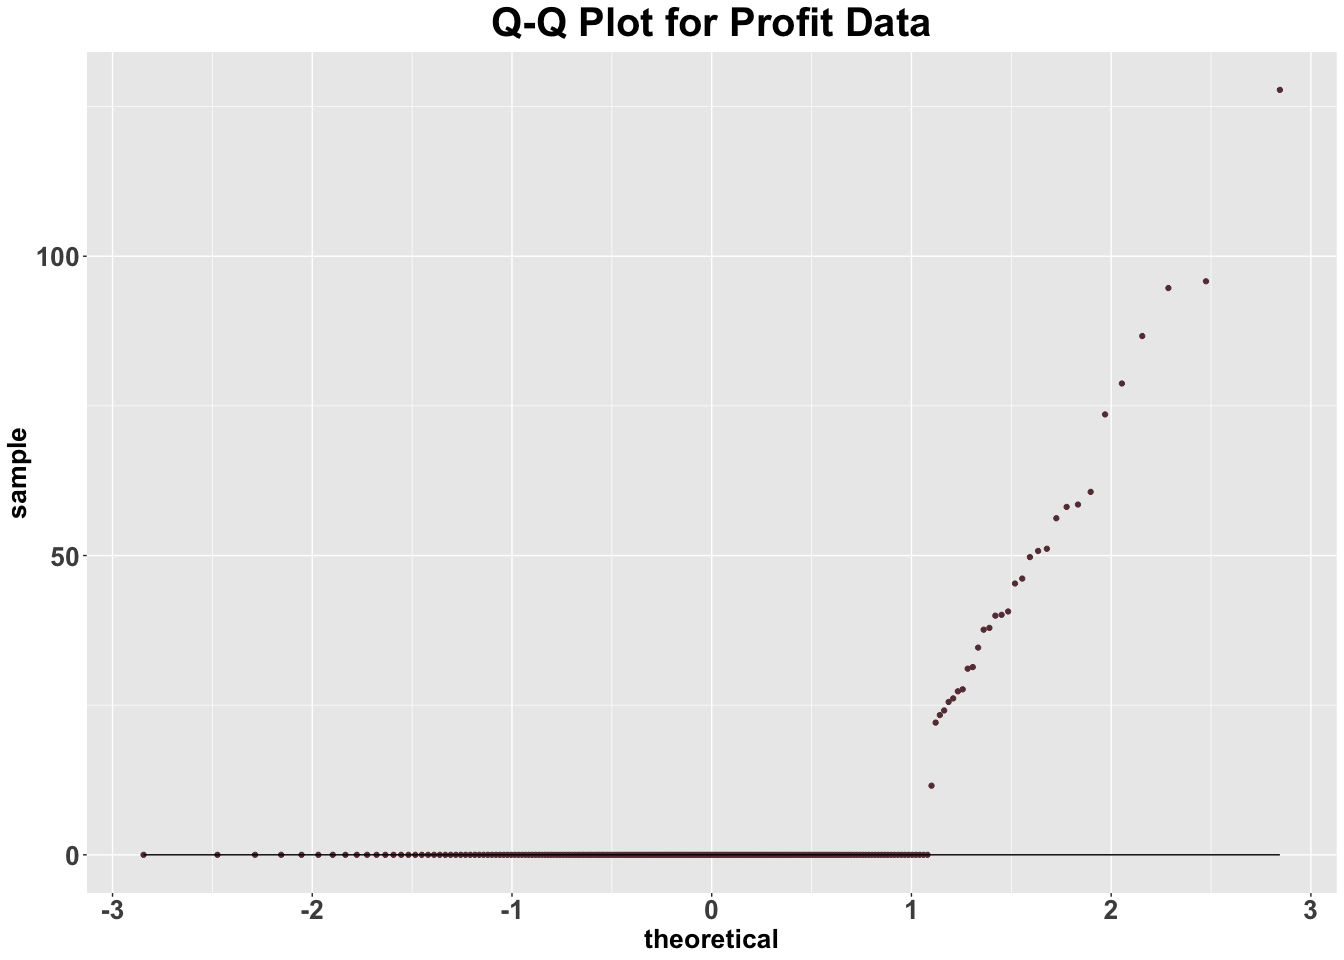 Q-Q Plot for Profit Data
sample
100
50
0
-3 -2 -1 0 1 2 3
theoretical